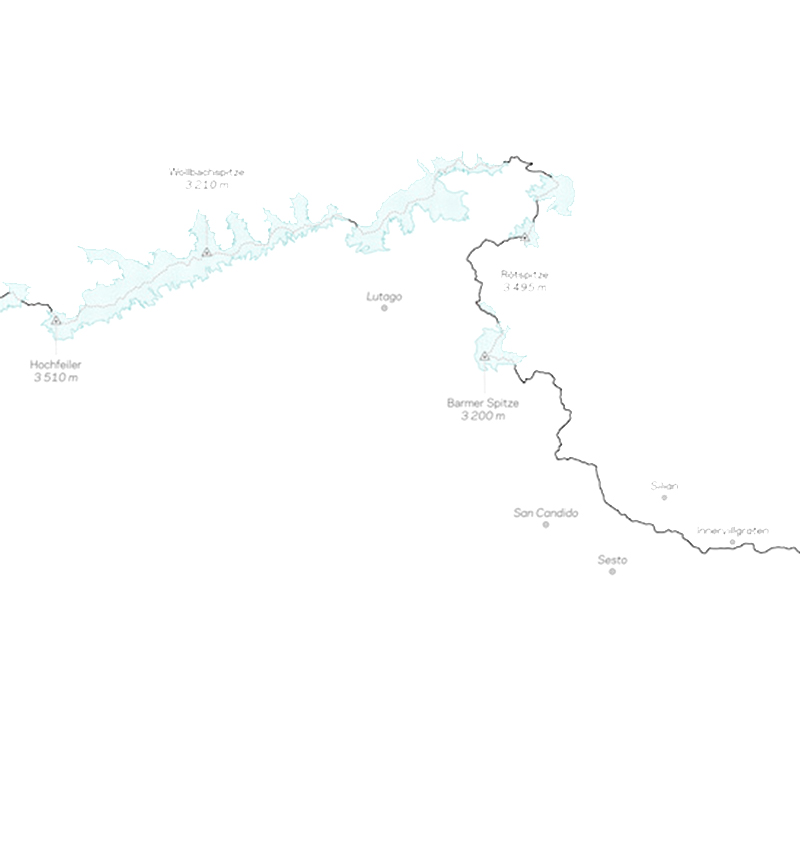 Wollbachspitze
3 210 m
Rötspitze
3 495 m
Lutago
Hochfeiler
3 510 m
Barmer Spitze
3 200 m
Sillian
San Candido
Innervillgraten
Sesto